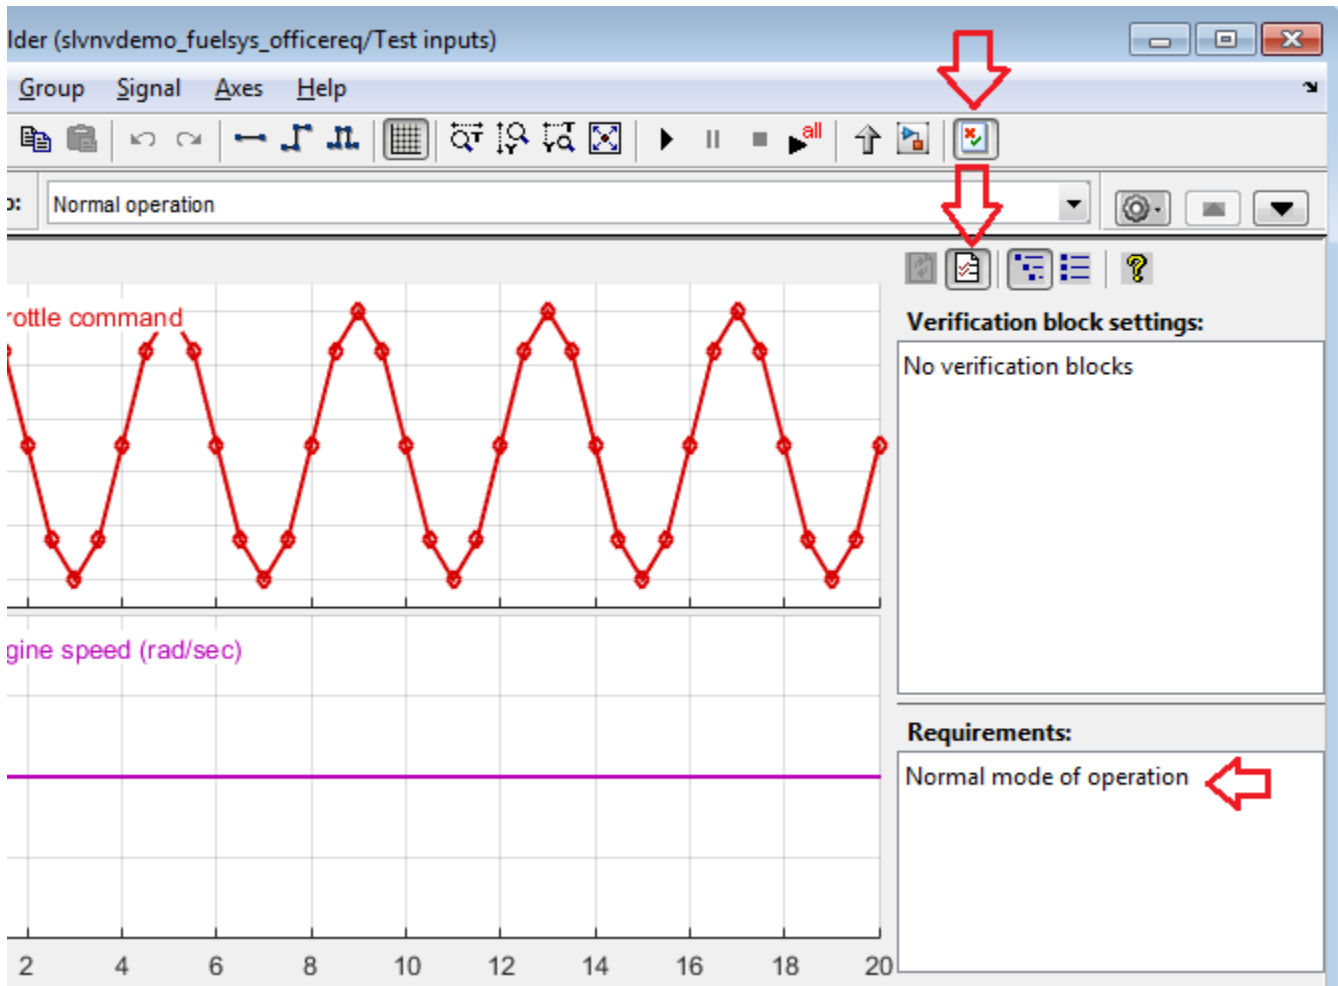 lder (slvnvdemo_fuelsys_officereq/Test inputs)
Group Signal Axes Help
all
: Normal operation
rottle command
Verification block settings:
No verification blocks
gine speed (rad/sec)
Requirements:
Normal mode of operation
2 4 6 8 10 12 14 16 18 20